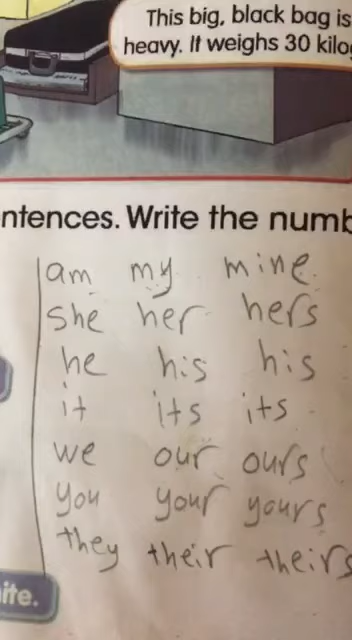 This big, black bag is
heavy. It weighs 30 kilo
ntences. Write the numb
am my mine.
she her hers
he his his
it its its
we our ours
you your yours
they their theirs
ite.